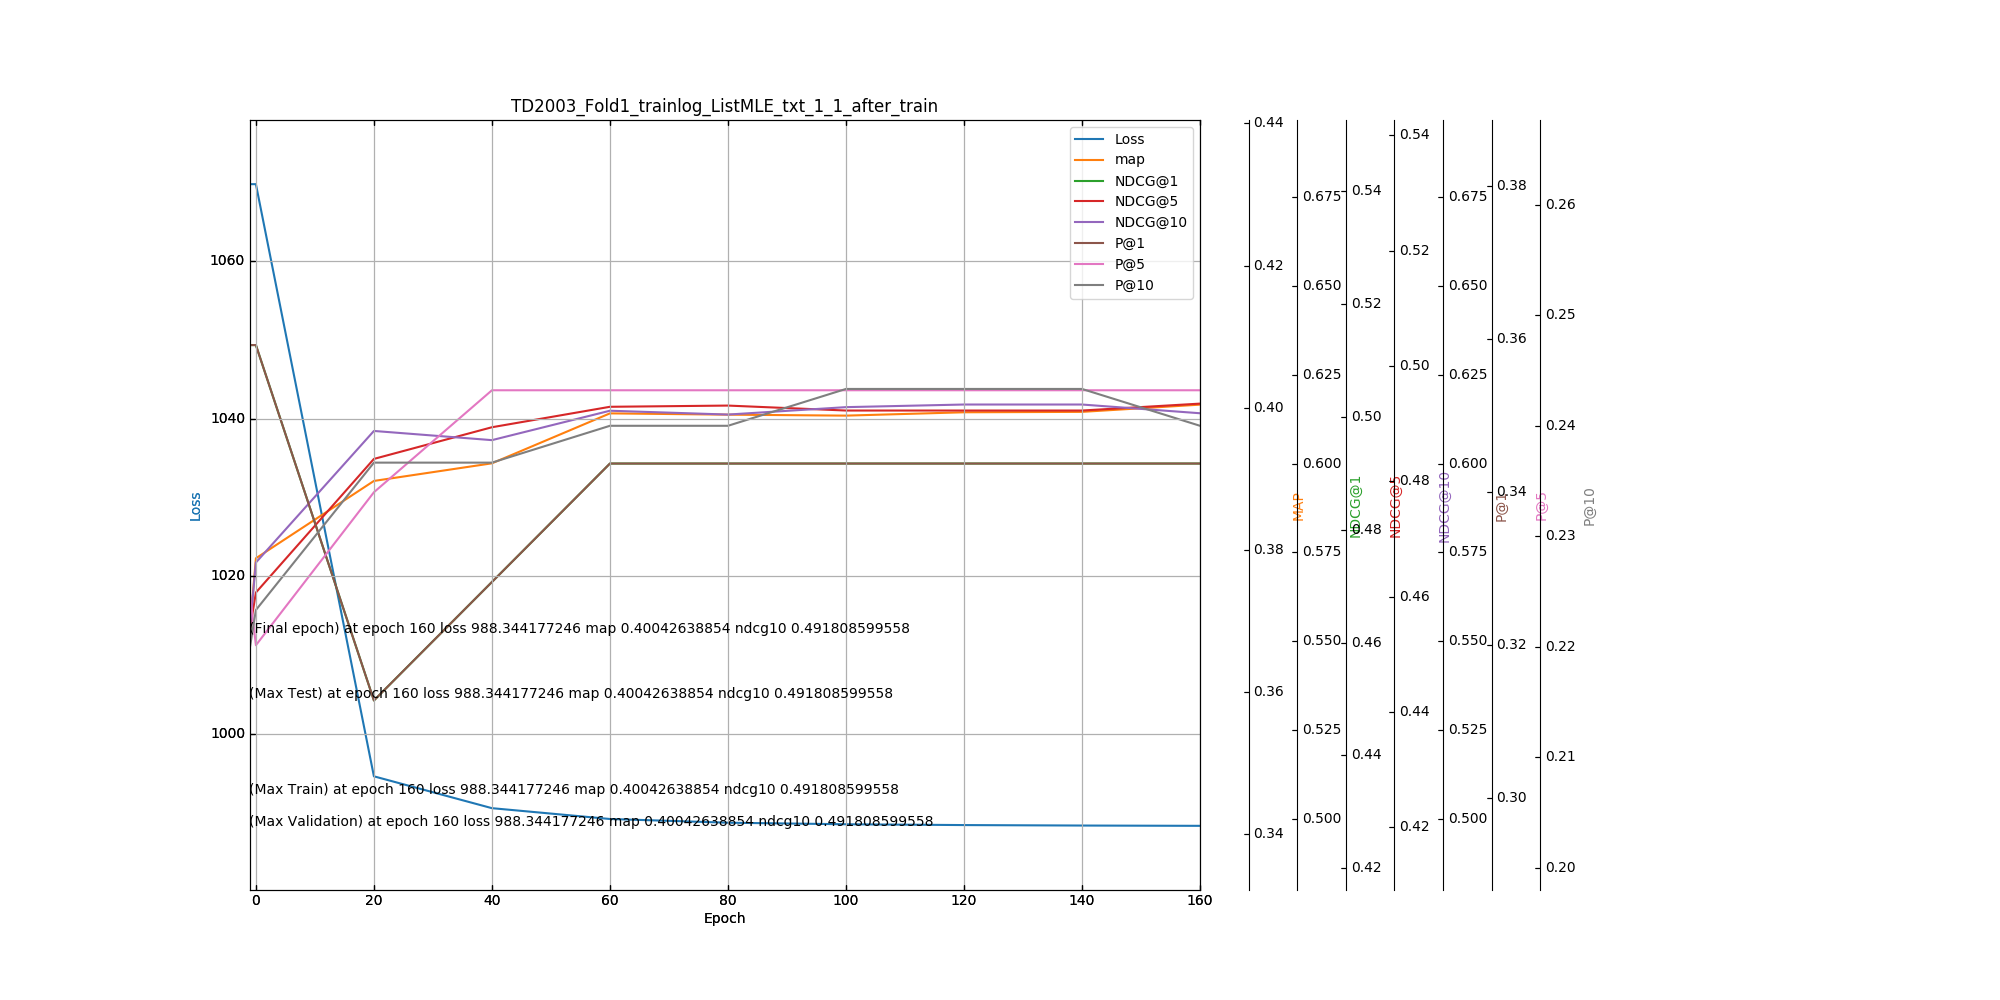 TD2003_Fold1_trainlog_ListMLE_txt_1_1_after_train
Loss
map
NDCG@1
NDCG@5
NDCG@10
P@1
P@5
P@10
1060
1040
1020
1000
Loss
(Final epoch) at epoch 160 loss 988.344177246 map 0.40042638854 ndcg10 0.491808599558
(Max Test) at epoch 160 loss 988.344177246 map 0.40042638854 ndcg10 0.491808599558
(Max Train) at epoch 160 loss 988.344177246 map 0.40042638854 ndcg10 0.491808599558
(Max Validation) at epoch 160 loss 988.344177246 map 0.40042638854 ndcg10 0.491808599558
0 20 40 60 80 100 120 140 160
Epoch
0.44
0.42
0.40
0.38
0.36
0.34
MAP
0.675
0.650
0.625
0.600
0.575
0.550
0.525
0.500
NDCG@1
0.54
0.52
0.50
0.48
0.46
0.44
0.42
NDCG@5
0.54
0.52
0.50
0.48
0.46
0.44
0.42
NDCG@10
0.675
0.650
0.625
0.600
0.575
0.550
0.525
0.500
P@1
0.38
0.36
0.34
0.32
0.30
P@5
0.26
0.25
0.24
0.23
0.22
0.21
0.20
P@10